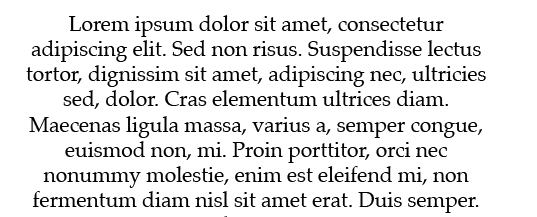 Lorem ipsum dolor sit amet, consectetur
adipiscing elit. Sed non risus. Suspendisse lectus
tortor, dignissim sit amet, adipiscing nec, ultricies
sed, dolor. Cras elementum ultrices diam.
Maecenas ligula massa, varius a, semper congue,
euismod non, mi. Proin porttitor, orci nec
nonummy molestie, enim est eleifend mi, non
fermentum diam nisl sit amet erat. Duis semper.